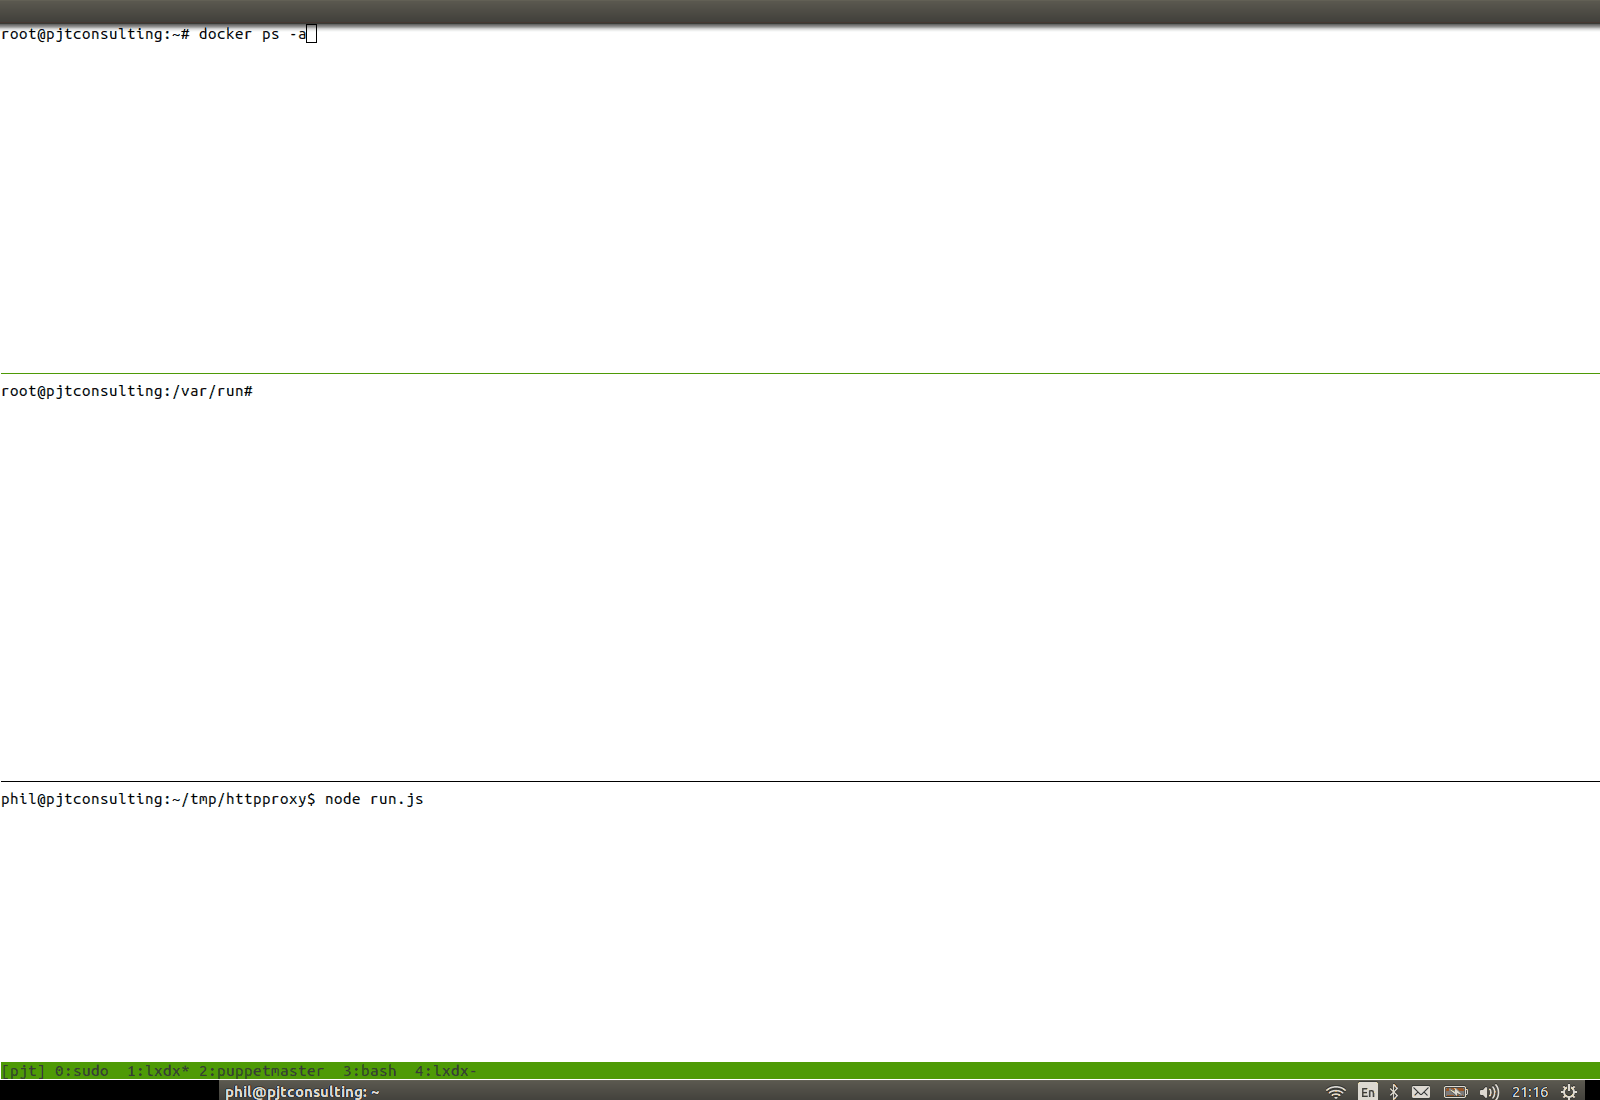 root@pjtconsulting:~# docker ps -a
root@pjtconsulting:/var/run#
phil@pjtconsulting:~/tmp/httpproxy$ node run.js
[pjt] 0:sudo  1:lxdx* 2:puppetmaster  3:bash  4:lxdx-
phil@pjtconsulting: ~ En 21:16